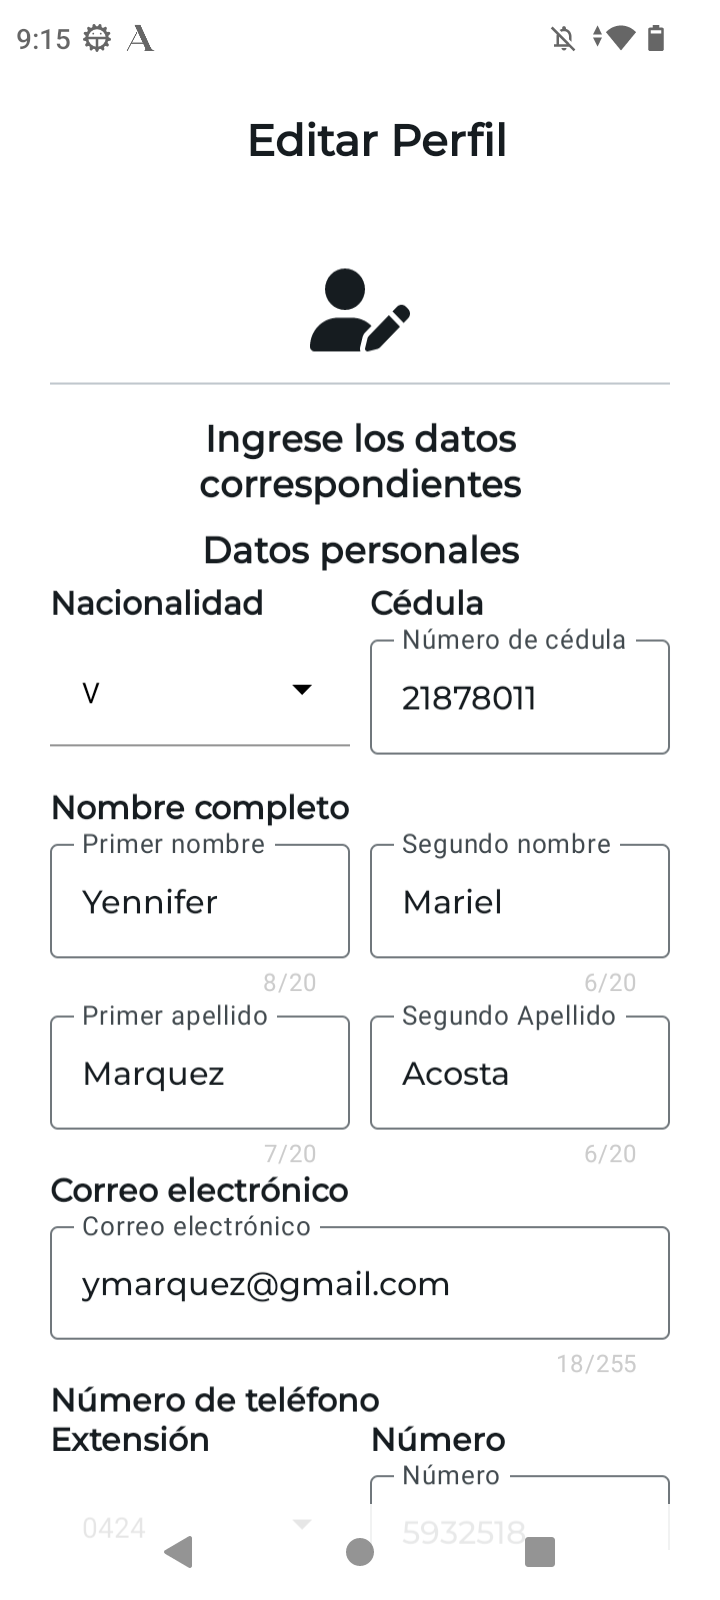 9:15
Editar Perfil
Ingrese los datos
correspondientes
Datos personales
Nacionalidad Cédula
Número de cédula
V 21878011
Nombre completo
Primer nombre Segundo nombre
Yennifer Mariel
8/20 6/20
Primer apellido Segundo Apellido
Marquez Acosta
7/20 6/20
Correo electrónico
Correo electrónico
ymarquez@gmail.com
18/255
Número de teléfono
Extensión Número
Número
0424 5932518